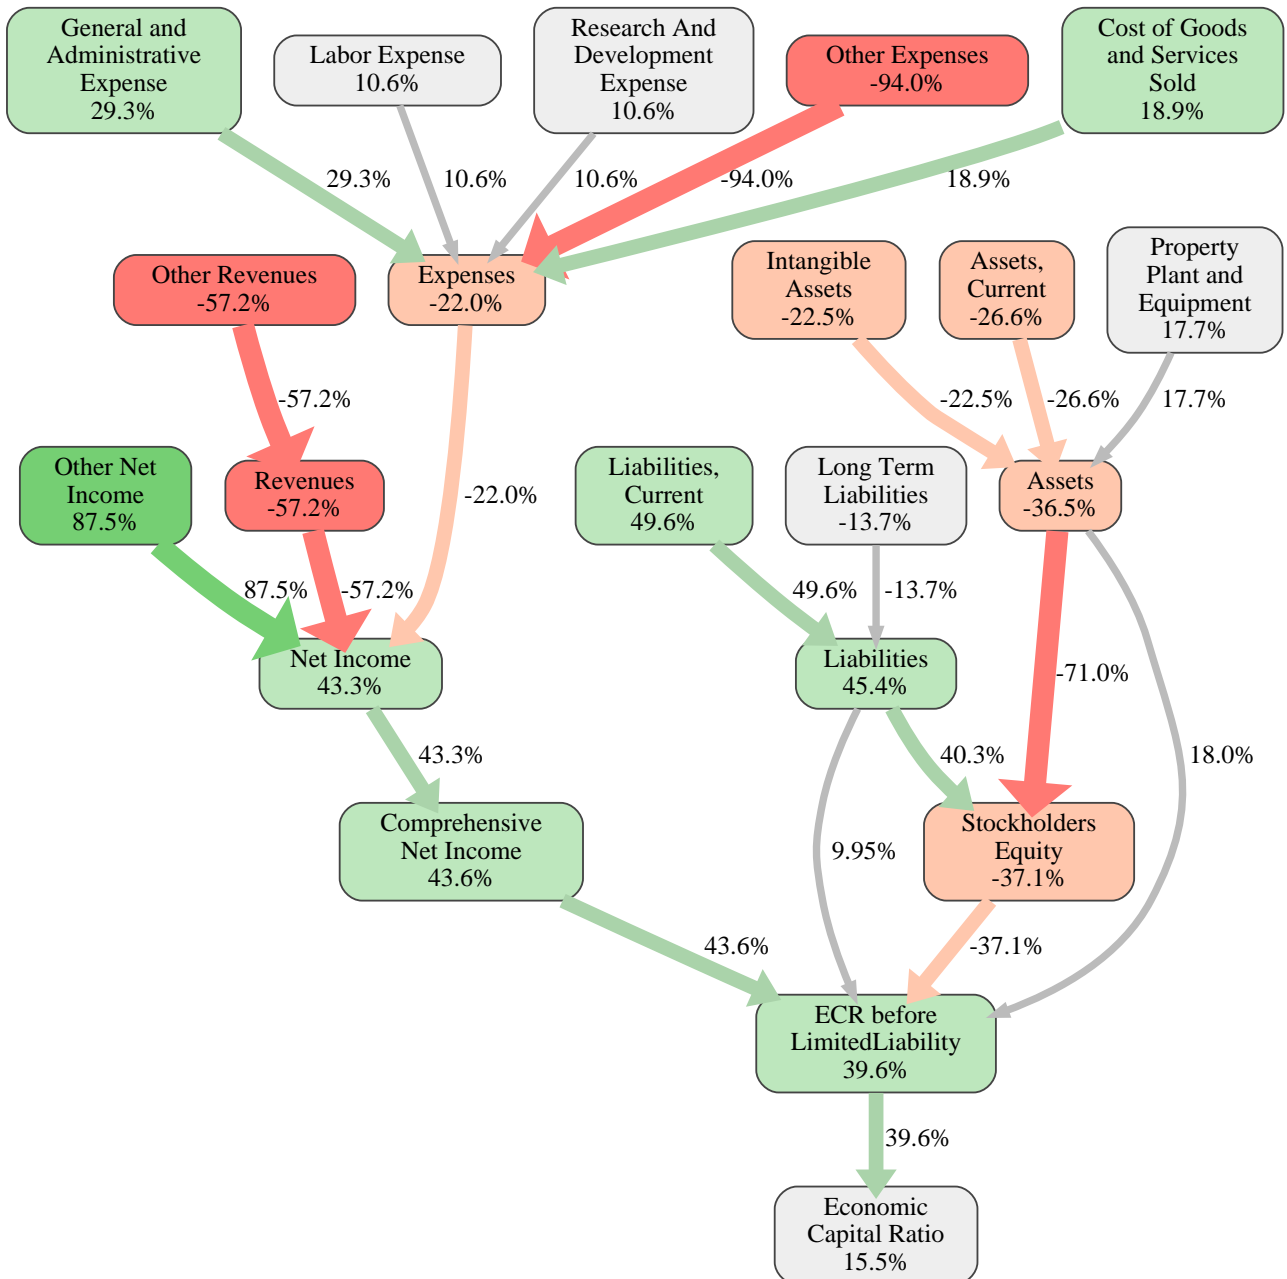 General and
Administrative
Expense
29.3%
Labor Expense
10.6%
Research And
Development
Expense
10.6%
Other Expenses
-94.0%
Cost of Goods
and Services
Sold
18.9%
29.3%
10.6%
10.6%
-94.0%
18.9%
Other Revenues
-57.2%
Expenses
-22.0%
Intangible
Assets
-22.5%
Assets,
Current
-26.6%
Property
Plant and
Equipment
17.7%
-57.2%
-22.5%
-26.6%
17.7%
Other Net
Income
87.5%
Revenues
-57.2%
-22.0%
Liabilities,
Current
49.6%
Long Term
Liabilities
-13.7%
Assets
-36.5%
87.5%
-57.2%
49.6%
-13.7%
Net Income
43.3%
Liabilities
45.4%
-71.0%
43.3%
40.3%
18.0%
Comprehensive
Net Income
43.6%
9.95%
Stockholders
Equity
-37.1%
43.6%
-37.1%
ECR before
LimitedLiability
39.6%
39.6%
Economic
Capital Ratio
15.5%